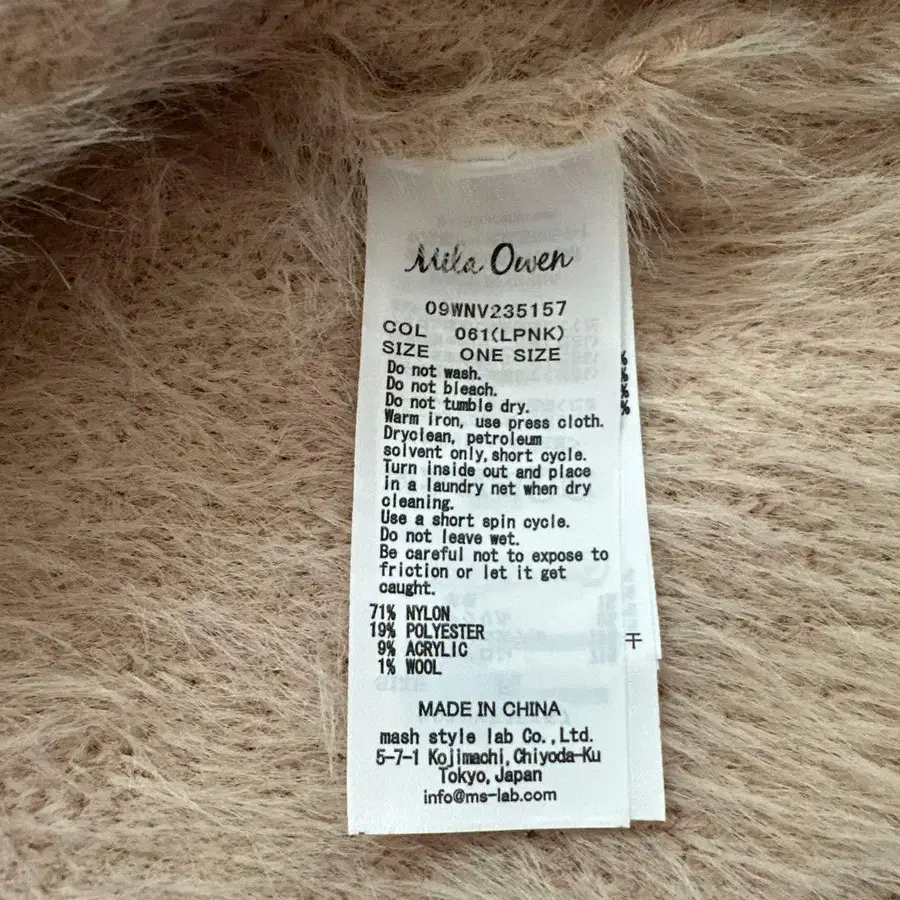 Mila Owen
09WNV235157
COL 061(LPNK)
SIZE ONE SIZE
Do not wash.
Do not bleach.
Do not tumble dry.
Warm iron, use press cloth.
Dryclean, petroleum
solvent only, short cycle.
Turn inside out and place
in a laundry net when dry
cleaning.
Use a short spin cycle.
Do not leave wet.
Be careful not to expose to
friction or let it get
caught.
71% NYLON
19% POLYESTER
9% ACRYLIC
1% WOOL
MADE IN CHINA
mash style lab Co.,Ltd.
5-7-1 Kojimachi,Chiyoda-Ku
Tokyo,Japan
info@ms-lab.com
%
%
%
%